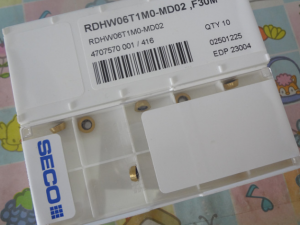 RDHW06T1M0-MD02 ,F30M
RDHW06T1M0-MD02
4707570 001 / 416
QTY 10
02501225
EDP 23004
SECO